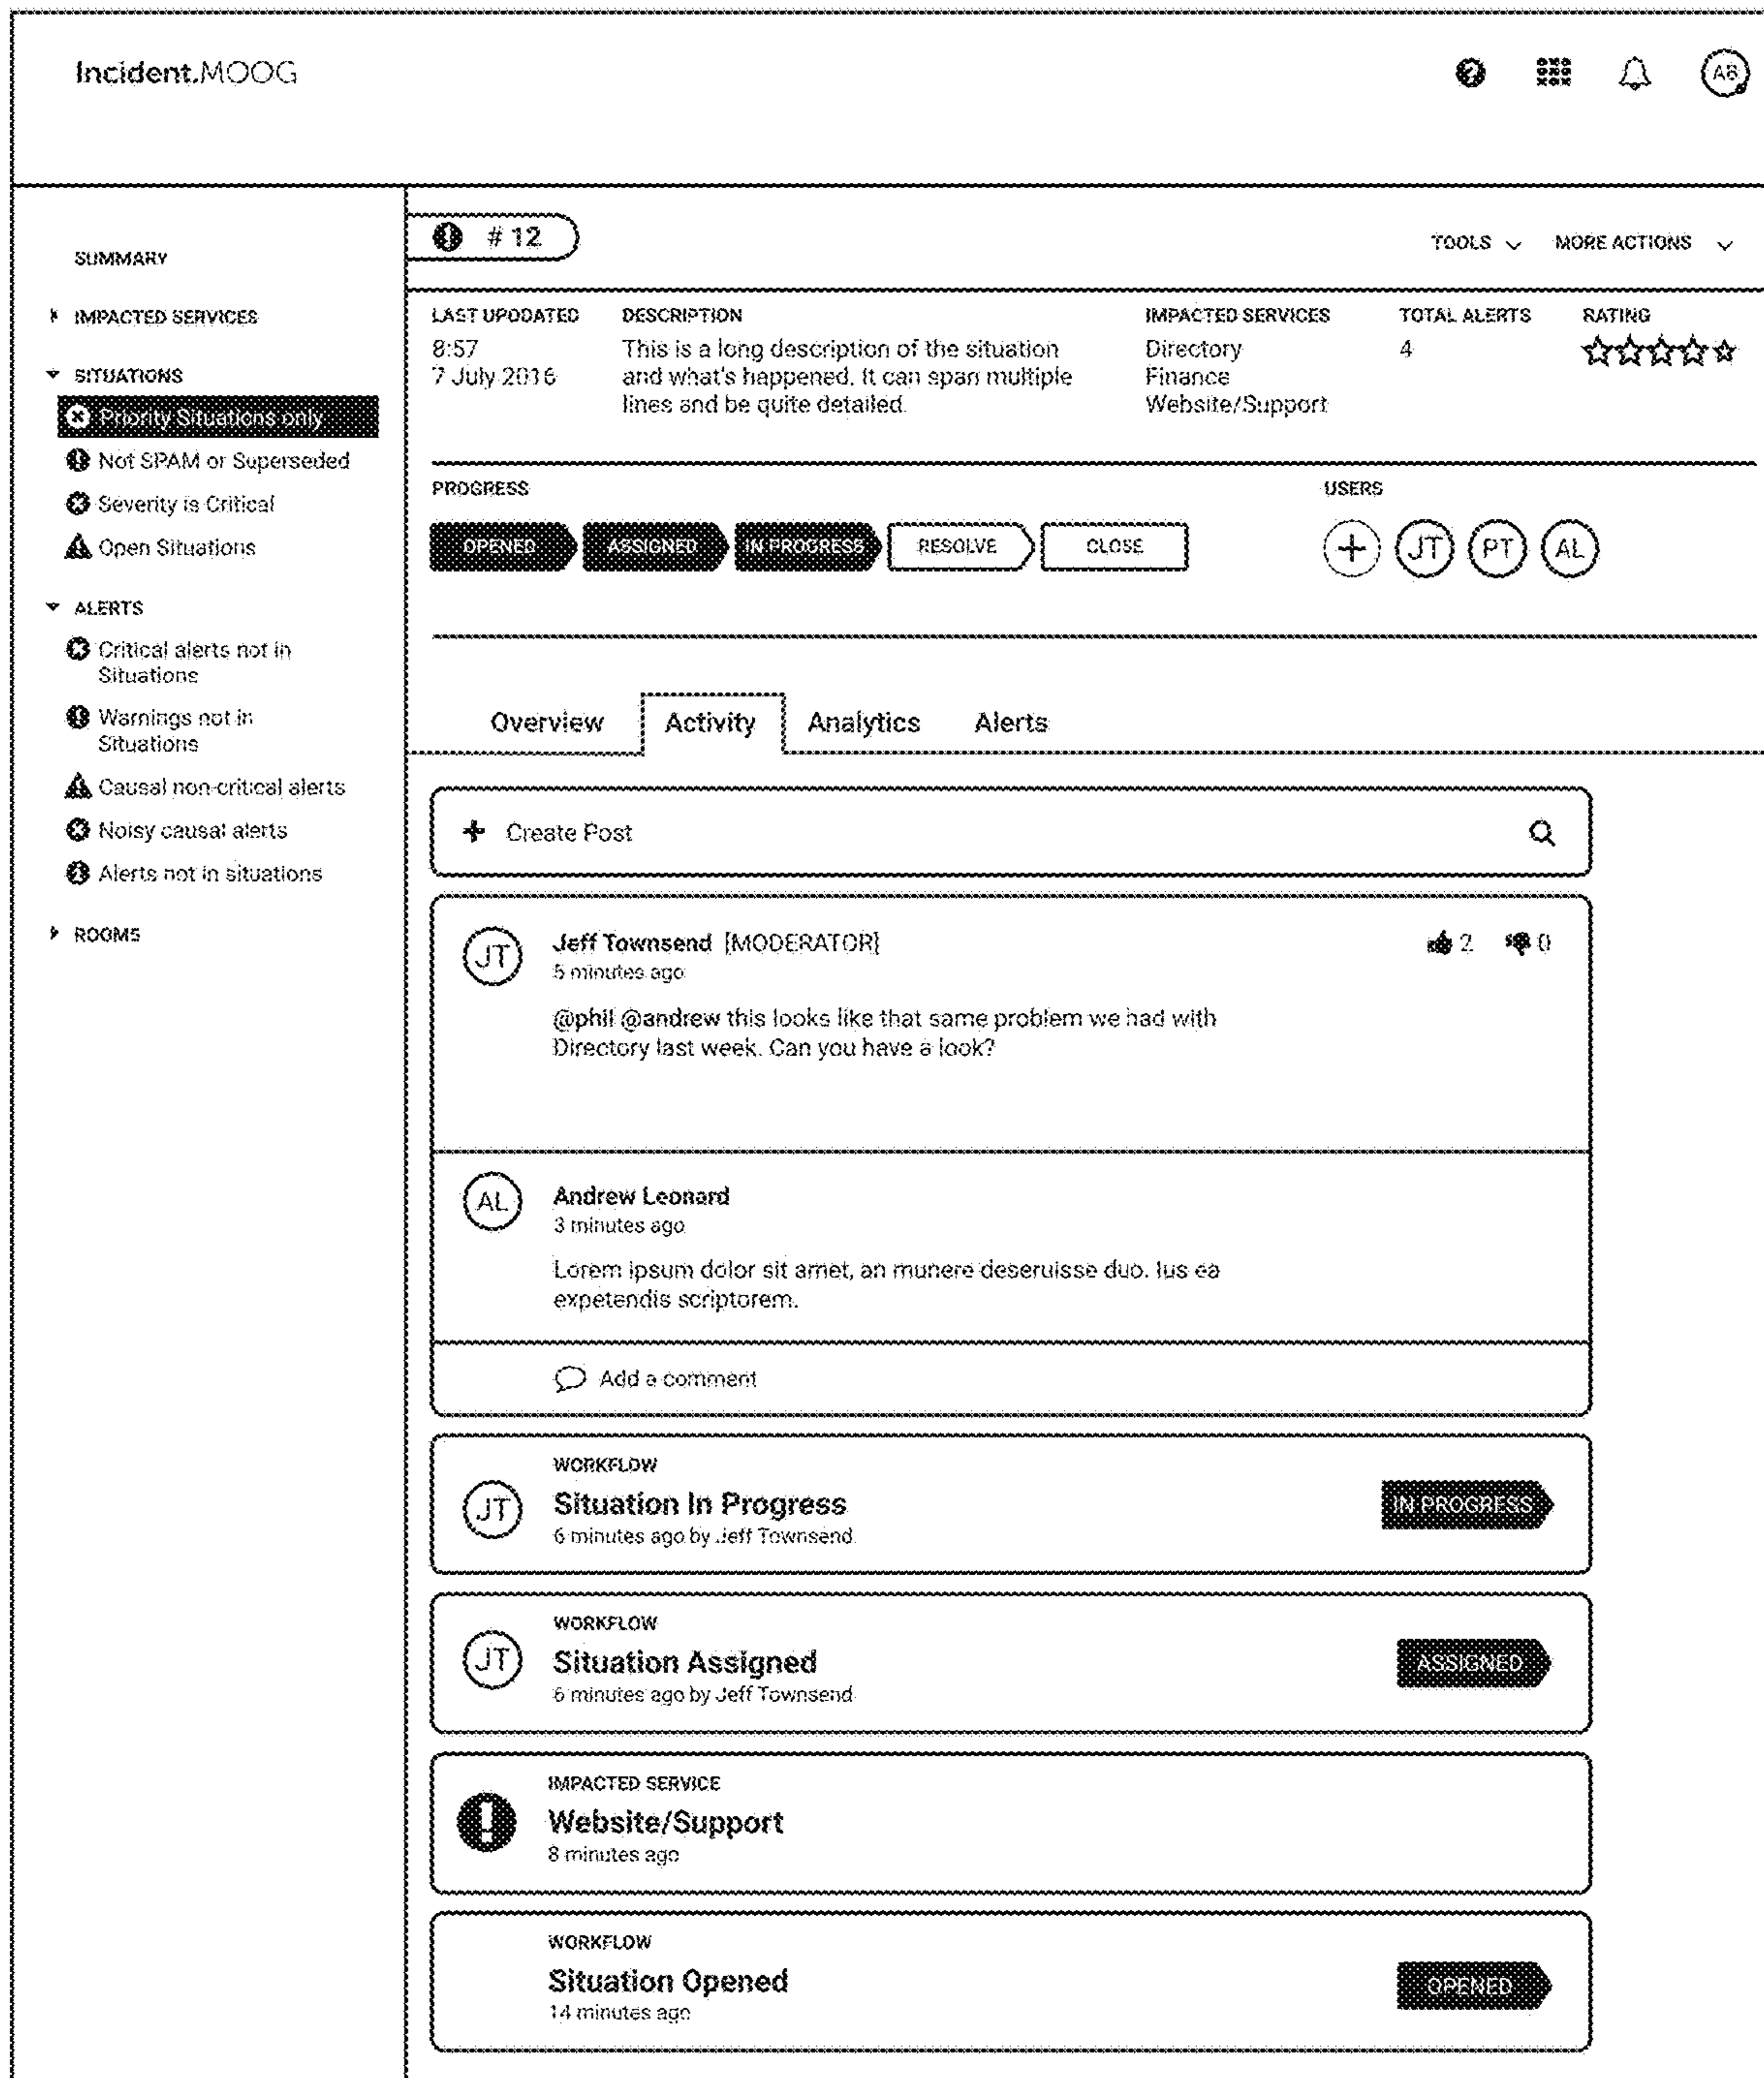 Incident.MOOG
AB
SUMMARY
IMPACTED SERVICES
SITUATIONS
Priority Situations only
Not SPAM or Superseded
Severity is Critical
Open Situations
ALERTS
Critical alerts not in
Situations
Warnings not in
Situations
Causal non-critical alerts
Noisy causal alerts
Alerts not in situations
ROOMS
# 12
TOOLS MORE ACTIONS
LAST UPODATED DESCRIPTION IMPACTED SERVICES TOTAL ALERTS RATING
8:57 This is a long description of the situation Directory 4
7 July 2016 and what's happened. It can span multiple Finance
lines and be quite detailed. Website/Support
PROGRESS USERS
OPENED ASSIGNED IN PROGRESS RESOLVE CLOSE + JT PT AL
Overview Activity Analytics Alerts
+ Create Post
JT Jeff Townsend [MODERATOR] 2 0
5 minutes ago
@phil @andrew this looks like that same problem we had with
Directory last week. Can you have a look?
AL Andrew Leonard
3 minutes ago
Lorem ipsum dolor sit amet, an munere deseruisse duo. Ius ea
expetendis scriptorem.
Add a comment
WORKFLOW
JT Situation In Progress IN PROGRESS
6 minutes ago by Jeff Townsend
WORKFLOW
JT Situation Assigned ASSIGNED
6 minutes ago by Jeff Townsend
IMPACTED SERVICE
Website/Support
8 minutes ago
WORKFLOW
Situation Opened OPENED
14 minutes ago